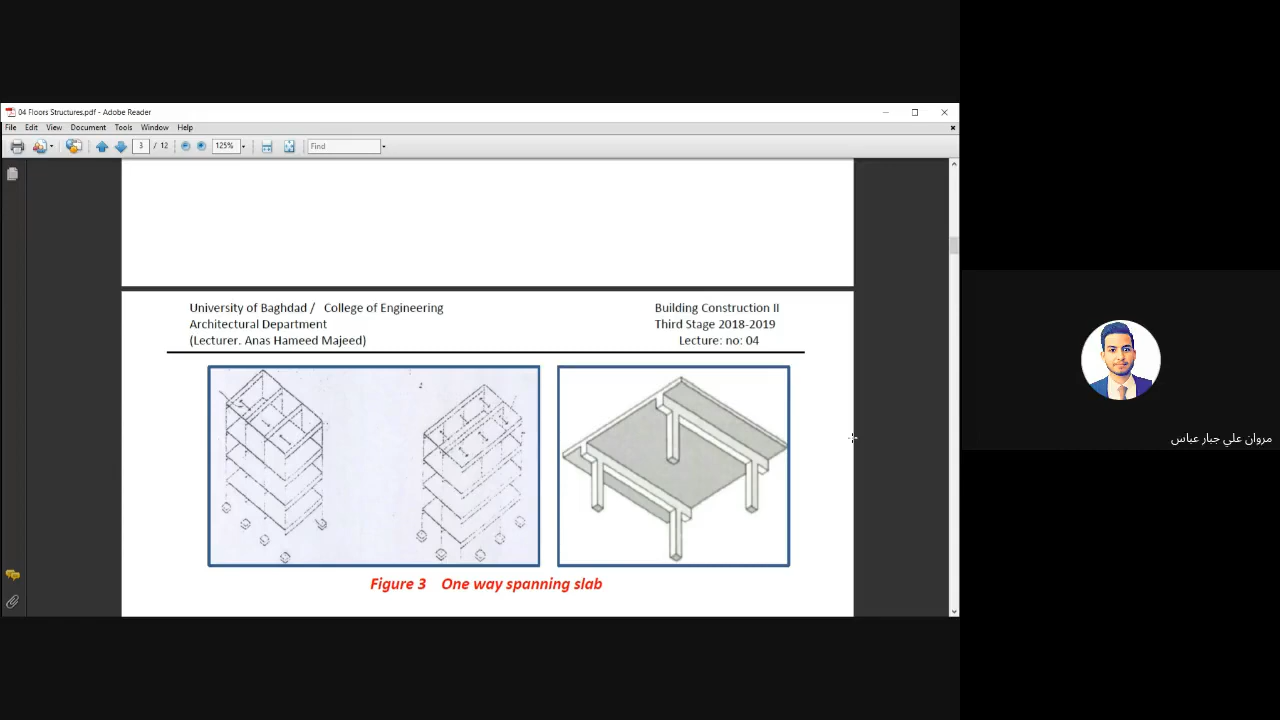 04 Floors Structures.pdf - Adobe Reader
File Edit View Document Tools Window Help
3 / 12 125% Find
University of Baghdad / College of Engineering
Architectural Department
(Lecturer. Anas Hameed Majeed)
Building Construction II
Third Stage 2018-2019
Lecture: no: 04
Figure 3 One way spanning slab
مروان علي جبار عباس